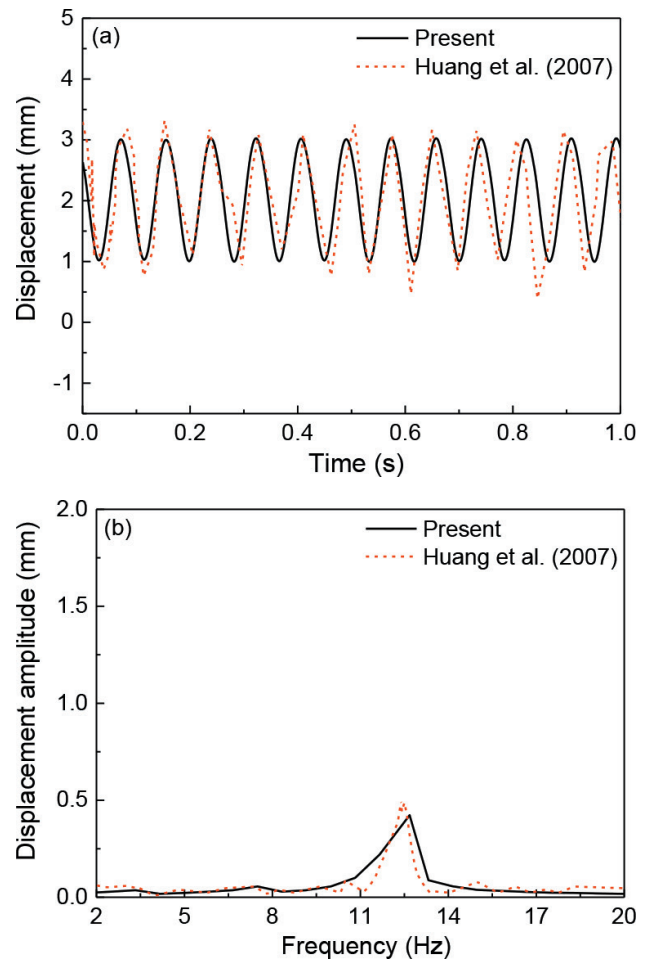 (a)
Present
Huang et al. (2007)
5
4
3
2
1
0
-1
Displacement (mm)
0.0 0.2 0.4 0.6 0.8 1.0
Time (s)
(b)
Present
Huang et al. (2007)
2.0
1.5
1.0
0.5
0.0
Displacement amplitude (mm)
2 5 8 11 14 17 20
Frequency (Hz)